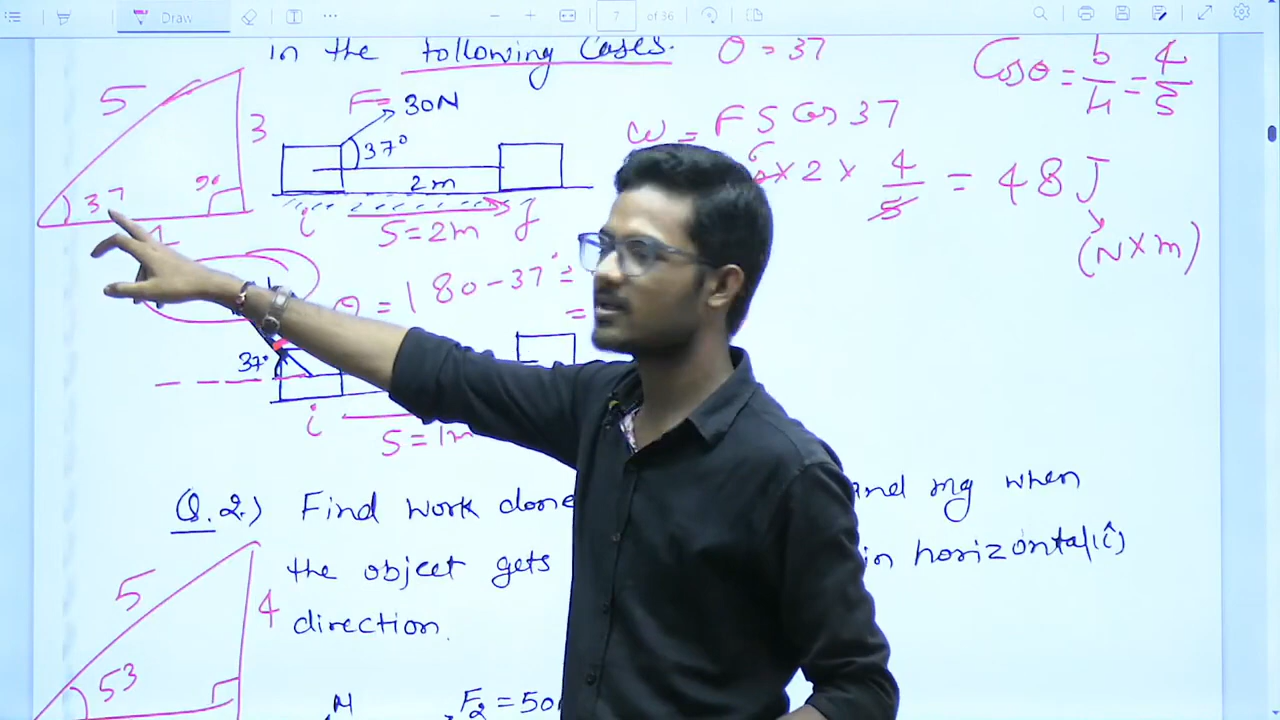 Draw
7 of 36
in the following Cases. θ = 37
Cosθ = b/h = 4/5
5
3
37
90
F = 30N
37°
2m
i S=2m f
W = F S Cos 37
× 2 × 4/5 = 48 J
(N×m)
θ = 180-37° =
=
37°
i
S=1m
Q.2.) Find work done and mg when
the object gets in horizontal(î)
direction.
5
4
53
N F2 = 50